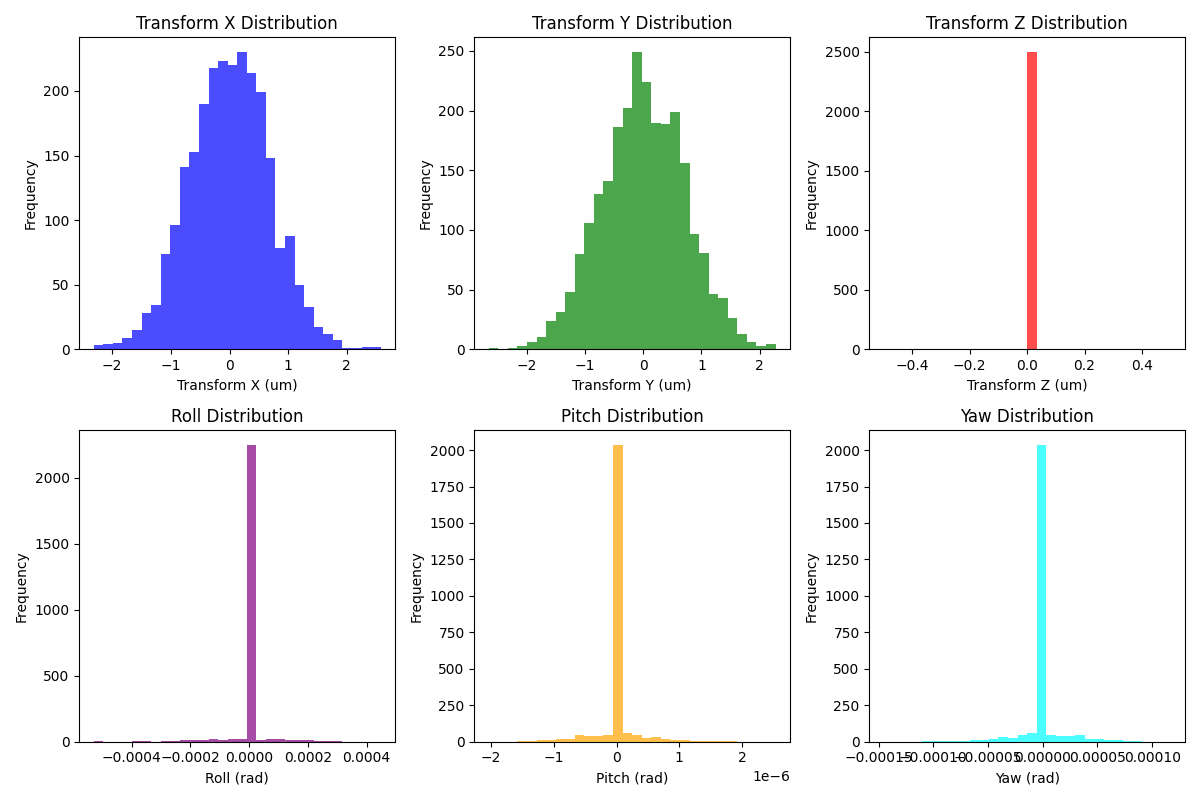 Transform X Distribution
Frequency
200
150
100
50
0
−2 −1 0 1 2
Transform X (um)
Transform Y Distribution
Frequency
250
200
150
100
50
0
−2 −1 0 1 2
Transform Y (um)
Transform Z Distribution
Frequency
2500
2000
1500
1000
500
0
−0.4 −0.2 0.0 0.2 0.4
Transform Z (um)
Roll Distribution
Frequency
2000
1500
1000
500
0
−0.0004 −0.0002 0.0000 0.0002 0.0004
Roll (rad)
Pitch Distribution
Frequency
2000
1750
1500
1250
1000
750
500
250
0
−2 −1 0 1 2
1e−6
Pitch (rad)
Yaw Distribution
Frequency
2000
1750
1500
1250
1000
750
500
250
0
−0.00015 −0.00010 −0.00005 0.00000 0.00005 0.00010
Yaw (rad)